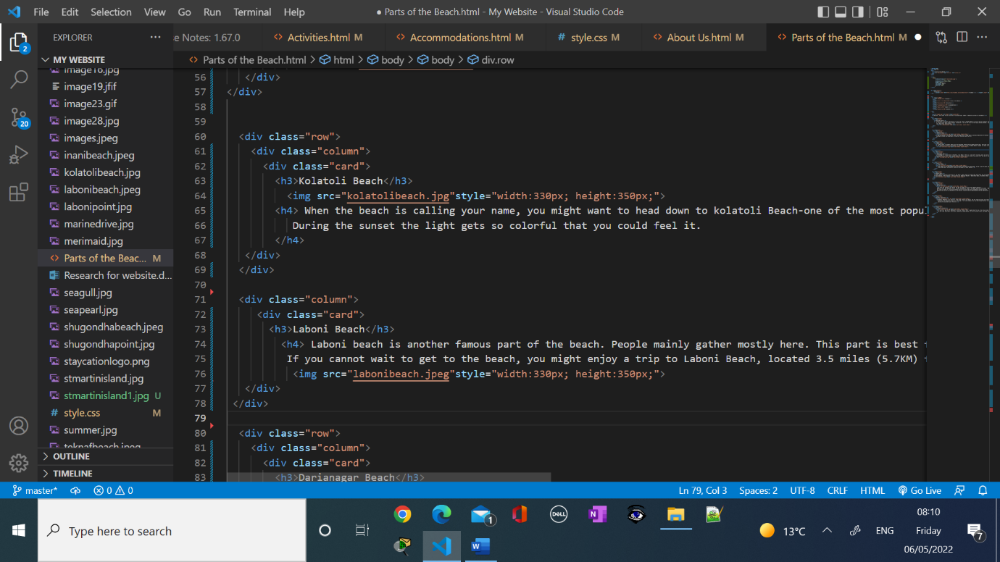 File Edit Selection View Go Run Terminal Help
● Parts of the Beach.html - My Website - Visual Studio Code
EXPLORER
e Notes: 1.67.0 <> Activities.html M <> Accommodations.html M # style.css M <> About Us.html M <> Parts of the Beach.html M
2
MY WEBSITE
<> Parts of the Beach.html > html > body > body > div.row
image16.jpg
image19.jfif
image23.gif
image28.jpg
images.jpeg
inanibeach.jpeg
kolatolibeach.jpg
labonibeach.jpeg
labonipoint.jpg
marinedrive.jpg
merimaid.jpg
<> Parts of the Beac... M
Research for website.d...
seagull.jpg
seapearl.jpg
shugondhabeach.jpeg
shugondhapoint.jpg
staycationlogo.png
stmartinisland.jpg
stmartinisland1.jpg U
# style.css M
summer.jpg
teknafbeach.jpeg
OUTLINE
TIMELINE
20
56 </div>
57 </div>
58
59
60 <div class="row">
61 <div class="column">
62 <div class="card">
63 <h3>Kolatoli Beach</h3>
64 <img src="kolatolibeach.jpg"style="width:330px; height:350px;">
65 <h4> When the beach is calling your name, you might want to head down to kolatoli Beach-one of the most popu
66 During the sunset the light gets so colorful that you could feel it.
67 </h4>
68 </div>
69 </div>
70
71 <div class="column">
72 <div class="card">
73 <h3>Laboni Beach</h3>
74 <h4> Laboni beach is another famous part of the beach. People mainly gather mostly here. This part is best
75 If you cannot wait to get to the beach, you might enjoy a trip to Laboni Beach, located 3.5 miles (5.7KM)
76 <img src="labonibeach.jpeg"style="width:330px; height:350px;">
77 </div>
78 </div>
79
80 <div class="row">
81 <div class="column">
82 <div class="card">
83 <h3>Darianagar Beach</h3>
master* 0 0 Ln 79, Col 3 Spaces: 2 UTF-8 CRLF HTML Go Live
Type here to search
1
DELL
N
W
13°C
ENG
08:10
Friday
06/05/2022
7